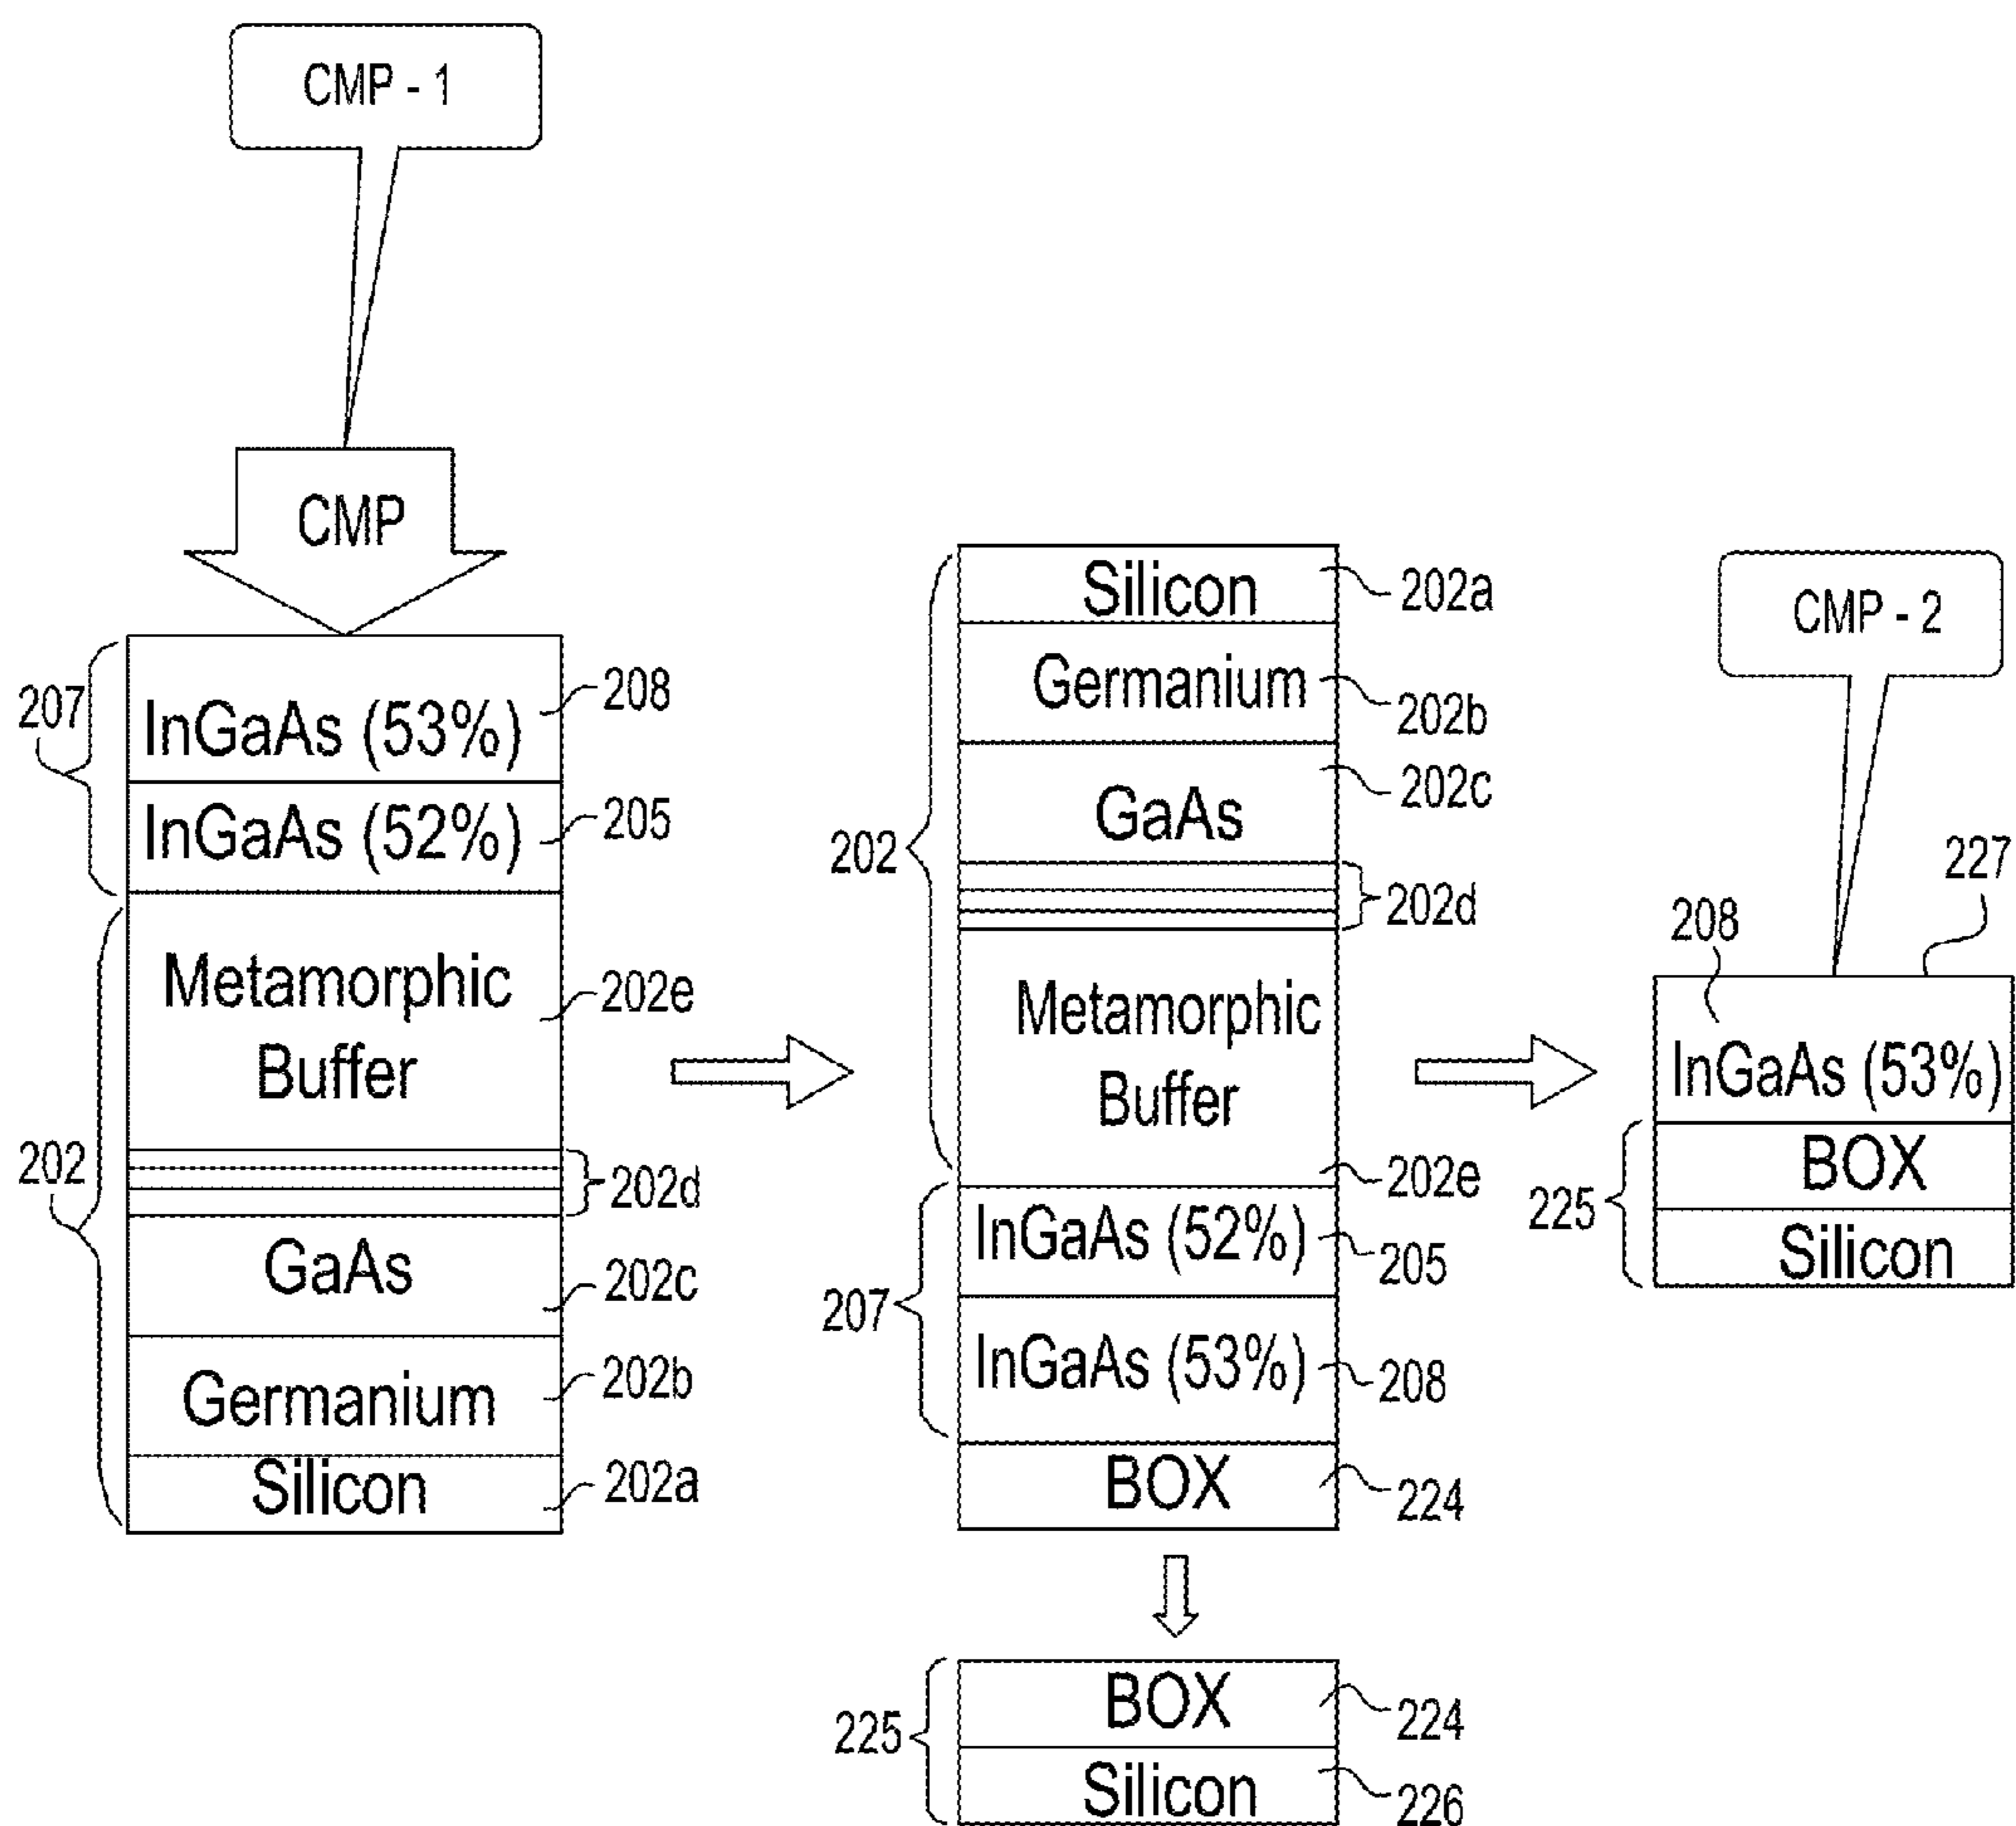 CMP - 1
CMP
207
InGaAs (53%)
208
InGaAs (52%)
205
Metamorphic
Buffer
202e
202
202d
GaAs
202c
Germanium
202b
Silicon
202a
Silicon
202a
Germanium
202b
GaAs
202c
202
202d
Metamorphic
Buffer
202e
InGaAs (52%)
205
207
InGaAs (53%)
208
BOX
224
225
BOX
224
Silicon
226
CMP - 2
227
208
InGaAs (53%)
BOX
225
Silicon